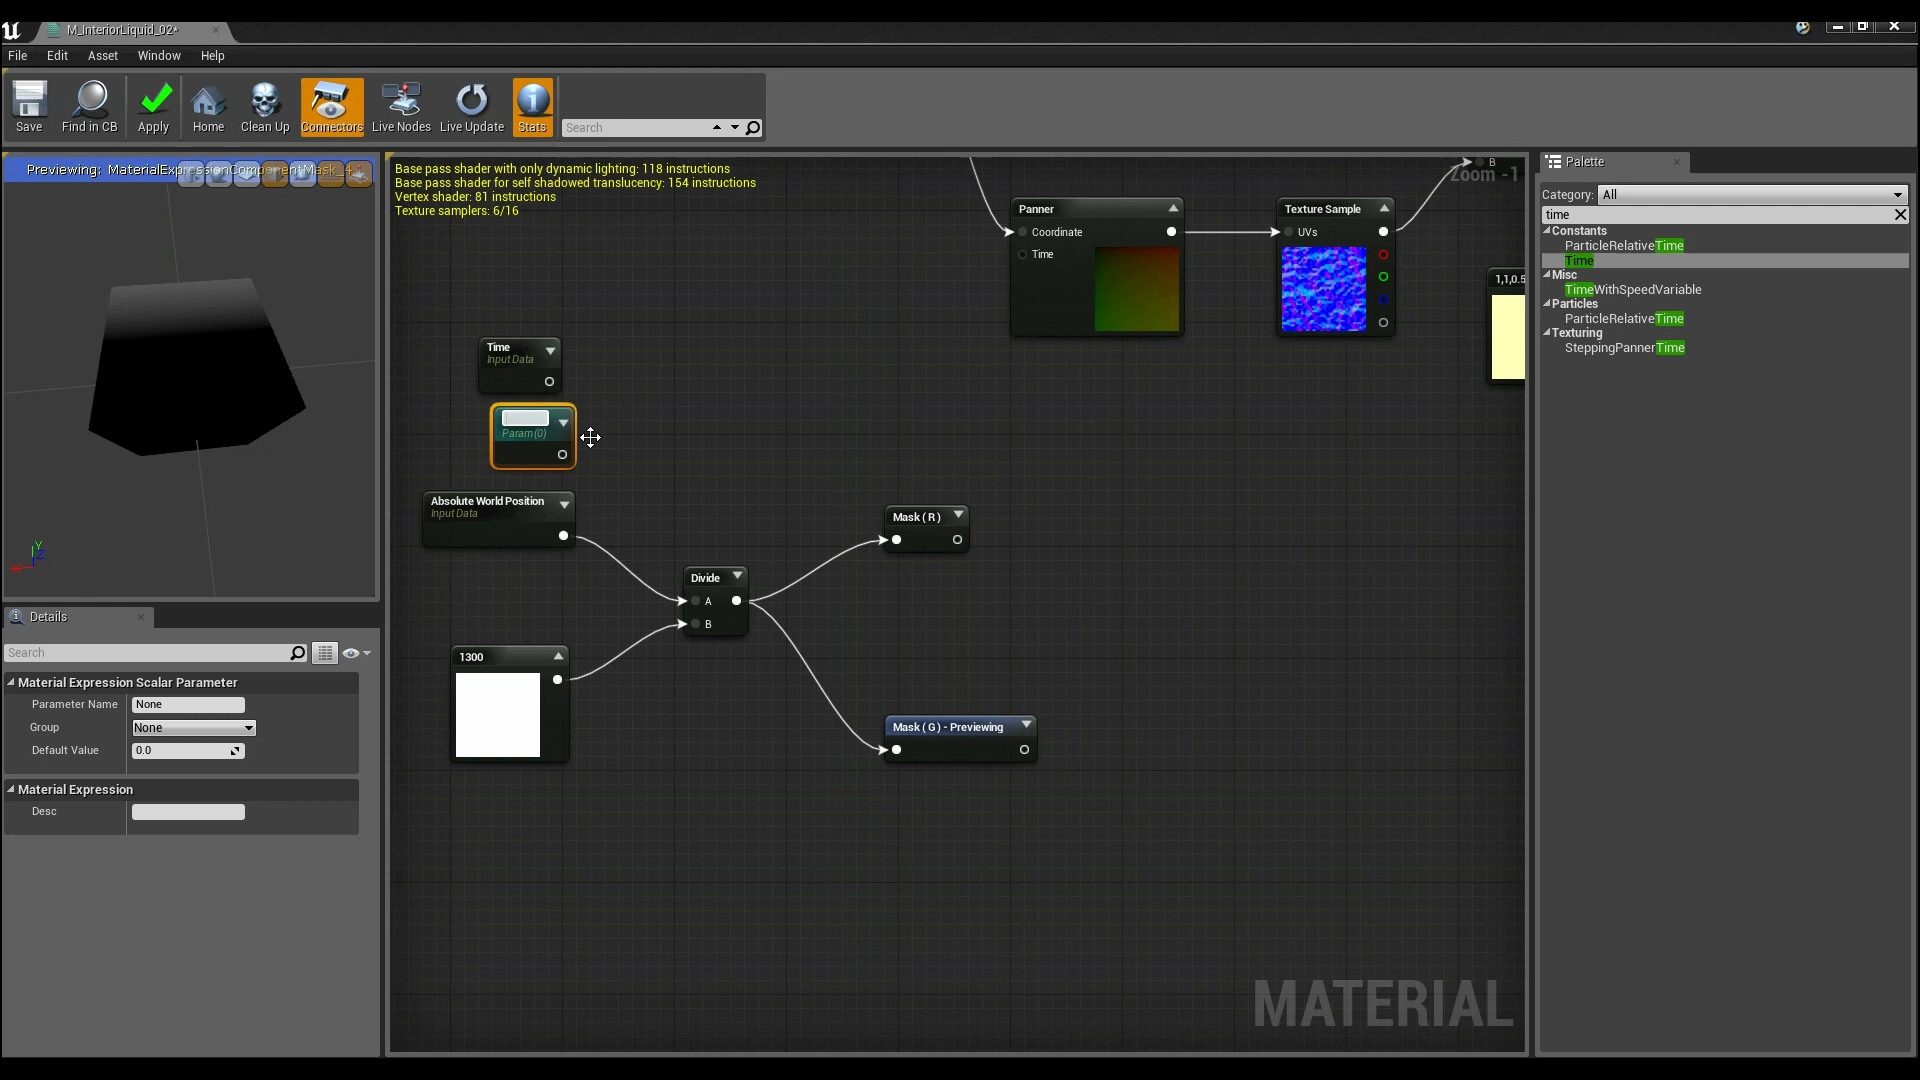 M_InteriorLiquid_02*
File Edit Asset Window Help
Save Find in CB Apply Home Clean Up Connectors Live Nodes Live Update Stats Search
Previewing: MaterialExpressionComponentMask_4
Base pass shader with only dynamic lighting: 118 instructions
Base pass shader for self shadowed translucency: 154 instructions
Vertex shader: 81 instructions
Texture samplers: 6/16
B
Zoom -1
Panner
Coordinate
Time
Texture Sample
UVs
1,1,0.5
Time
Input Data
Param (0)
Absolute World Position
Input Data
Mask ( R )
Divide
A
B
1300
Mask ( G ) - Previewing
MATERIAL
Y
Z
X
Details
Search
Material Expression Scalar Parameter
Parameter Name None
Group None
Default Value 0.0
Material Expression
Desc
Palette
Category: All
time
Constants
ParticleRelativeTime
Time
Misc
TimeWithSpeedVariable
Particles
ParticleRelativeTime
Texturing
SteppingPannerTime